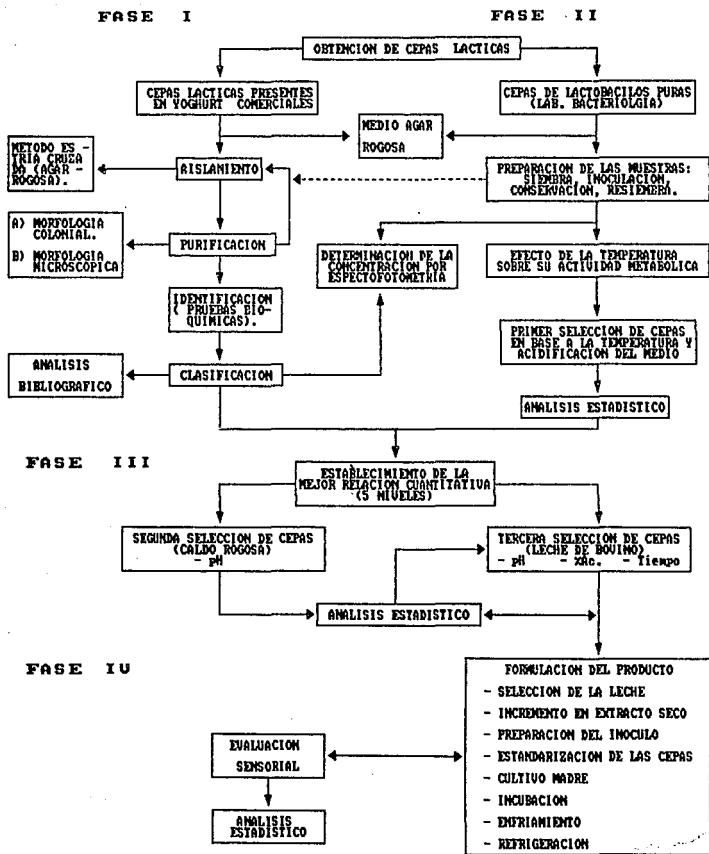 FASE I
FASE II
OBTENCION DE CEPAS LACTICAS
CEPAS LACTICAS PRESENTES
EN YOGHURT COMERCIALES
CEPAS DE LACTOBACILOS PURAS
(LAB. BACTERIOLGIA)
MEDIO AGAR
ROGOSA
METODO ES -
TRIA CRUZA
DA (AGAR -
ROGOSA).
AISLAMIENTO
PREPARACION DE LAS MUESTRAS:
SIEMBRA, INOCULACION,
CONSERVACION, RESIEMBRA.
A) MORFOLOGIA
COLONIAL.
B) MORFOLOGIA
MICROSCOPICA
PURIFICACION
DETERMINACION DE LA
CONCENTRACION POR
ESPECTOFOTOMETRIA
EFECTO DE LA TEMPERATURA
SOBRE SU ACTIVIDAD METABOLICA
IDENTIFICACION
( PRUEBAS BIO-
QUIMICAS).
PRIMER SELECCION DE CEPAS
EN BASE A LA TEMPERATURA Y
ACIDIFICACION DEL MEDIO
ANALISIS
BIBLIOGRAFICO
CLASIFICACION
ANALISIS ESTADISTICO
FASE III
ESTABLECIMIENTO DE LA
MEJOR RELACION CUANTITATIVA
(5 NIVELES)
SEGUNDA SELECCION DE CEPAS
(CALDO ROGOSA)
- pH
TERCERA SELECCION DE CEPAS
(LECHE DE BOVINO)
- pH - %Ac. - Tiempo
ANALISIS ESTADISTICO
FASE IV
FORMULACION DEL PRODUCTO
- SELECCION DE LA LECHE
- INCREMENTO EN EXTRACTO SECO
- PREPARACION DEL INOCULO
- ESTANDARIZACION DE LAS CEPAS
- CULTIVO MADRE
- INCUBACION
- ENFRIAMIENTO
- REFRIGERACION
EVALUACION
SENSORIAL
ANALISIS
ESTADISTICO